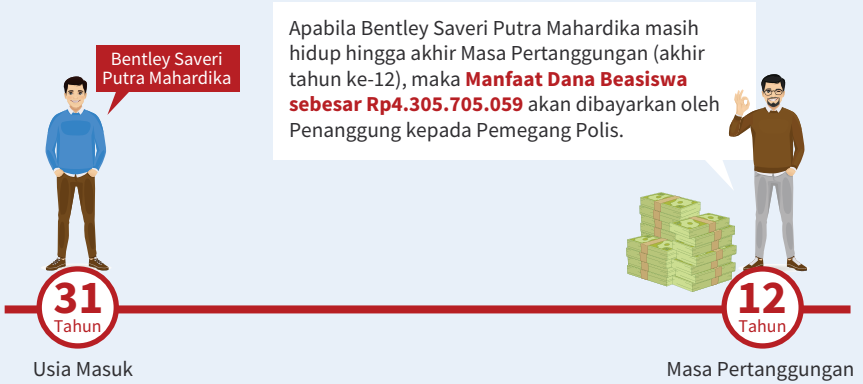 Bentley Saveri
Putra Mahardika
Apabila Bentley Saveri Putra Mahardika masih
hidup hingga akhir Masa Pertanggungan (akhir
tahun ke-12), maka Manfaat Dana Beasiswa
sebesar Rp4.305.705.059 akan dibayarkan oleh
Penanggung kepada Pemegang Polis.
31
Tahun
Usia Masuk
12
Tahun
Masa Pertanggungan